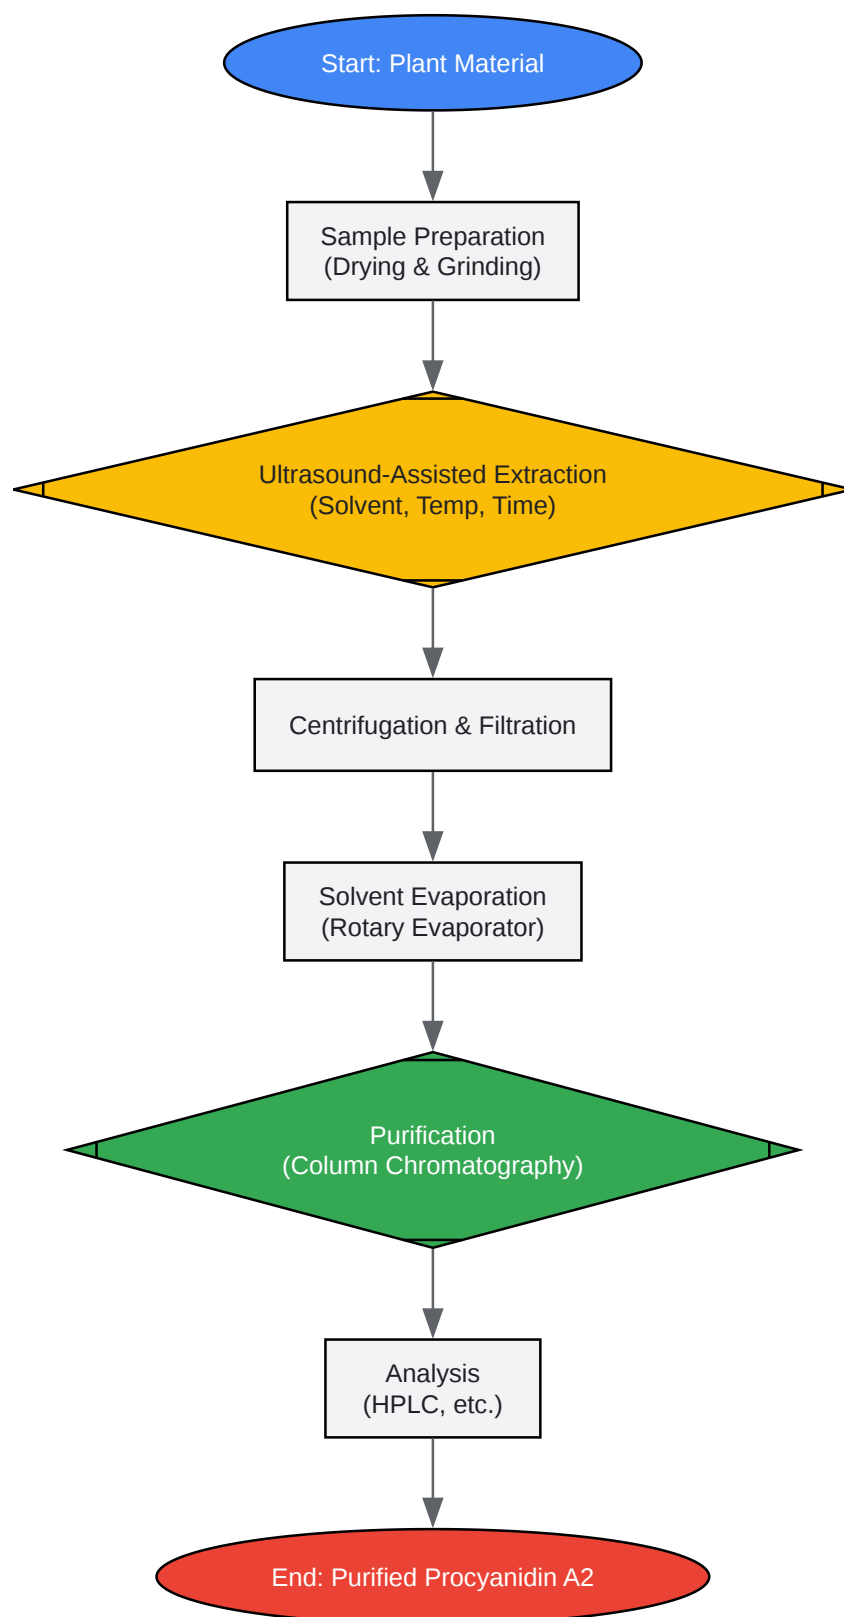 Start: Plant Material
Sample Preparation
(Drying & Grinding)
Ultrasound-Assisted Extraction
(Solvent, Temp, Time)
Centrifugation & Filtration
Solvent Evaporation
(Rotary Evaporator)
Purification
(Column Chromatography)
Analysis
(HPLC, etc.)
End: Purified Procyanidin A2